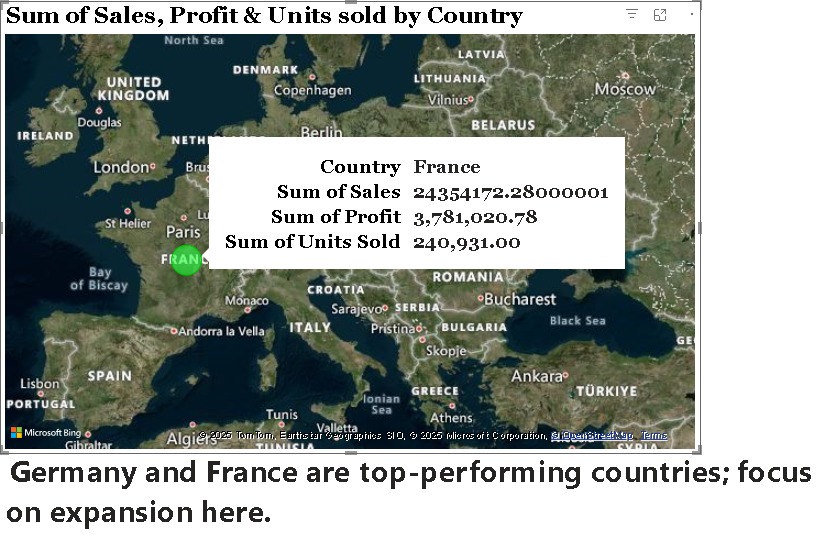 Sum of Sales, Profit & Units sold by Country
North Sea
LATVIA
DENMARK
LITHUANIA
Moscow
UNITED
KINGDOM
Copenhagen
Vilnius
Douglas
IRELAND
BELARUS
Berlin
London
Country France
Sum of Sales 24354172.28000001
Sum of Profit 3,781,020.78
Sum of Units Sold 240,931.00
St Helier
Paris
Bay
of Biscay
ROMANIA
CROATIA
Monaco
Bucharest
Sarajevo
SERBIA
Andorra la Vella
ITALY
Pristina
BULGARIA
Black Sea
Skopje
SPAIN
Ankara
TÜRKIYE
Lisbon
PORTUGAL
Ionian
Sea
GREECE
Tunis
Athens
Microsoft Bing
Gibraltar
Algiers
Valletta
© 2025 TomTom, Earthstar Geographics SIO, © 2025 Microsoft Corporation, © OpenStreetMap Terms
Germany and France are top-performing countries; focus
on expansion here.